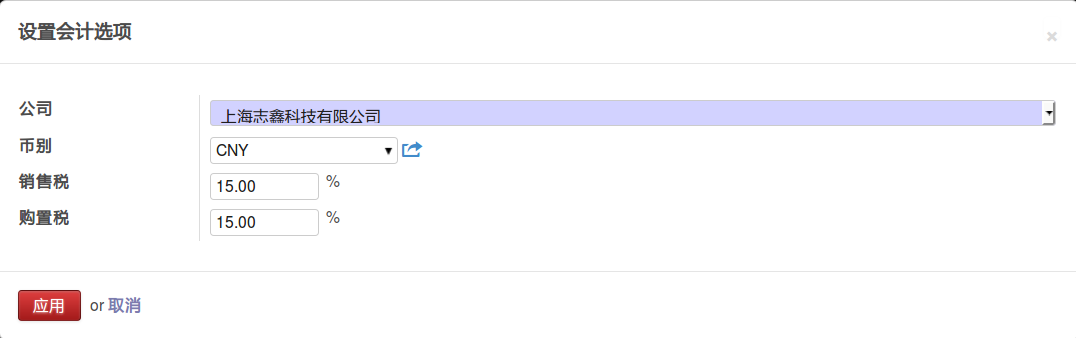 设置会计选项
×
公司 上海志鑫科技有限公司
币别 CNY
销售税 15.00 %
购置税 15.00 %
应用 or 取消